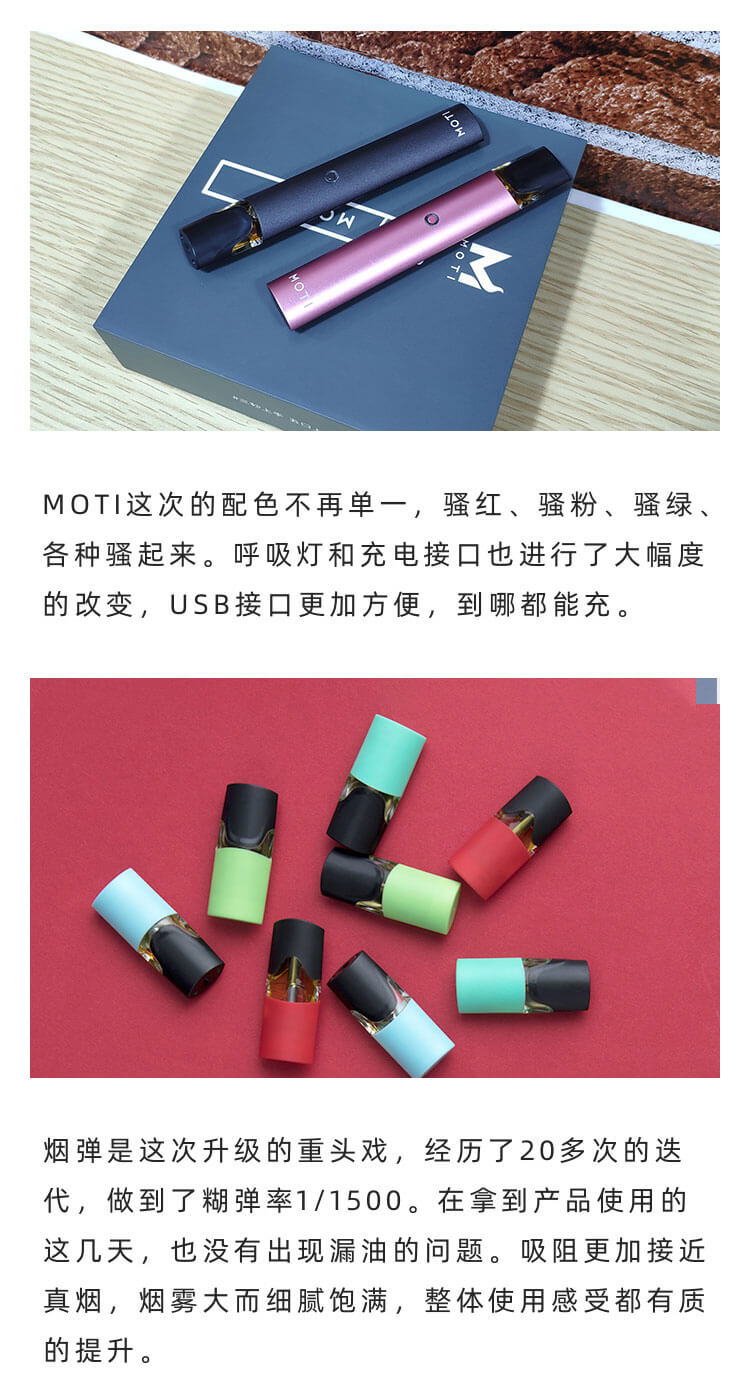 MOTI
MOTI
MOTI
MOTI这次的配色不再单一，骚红、骚粉、骚绿、
各种骚起来。呼吸灯和充电接口也进行了大幅度
的改变，USB接口更加方便，到哪都能充。
烟弹是这次升级的重头戏，经历了20多次的迭
代，做到了糊弹率1/1500。在拿到产品使用的
这几天，也没有出现漏油的问题。吸阻更加接近
真烟，烟雾大而细腻饱满，整体使用感受都有质
的提升。